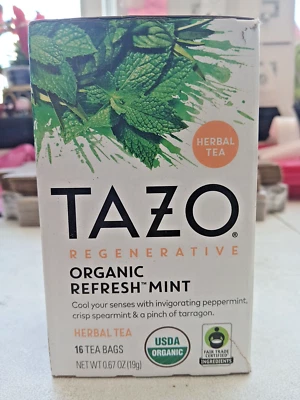 HERBAL
TEA
TAZO®
REGENERATIVE
ORGANIC
REFRESH™ MINT
Cool your senses with invigorating peppermint,
crisp spearmint & a pinch of tarragon.
HERBAL TEA
16 TEA BAGS
NET WT 0.67 OZ (19g)
USDA
ORGANIC
FAIR TRADE
CERTIFIED
INGREDIENTS